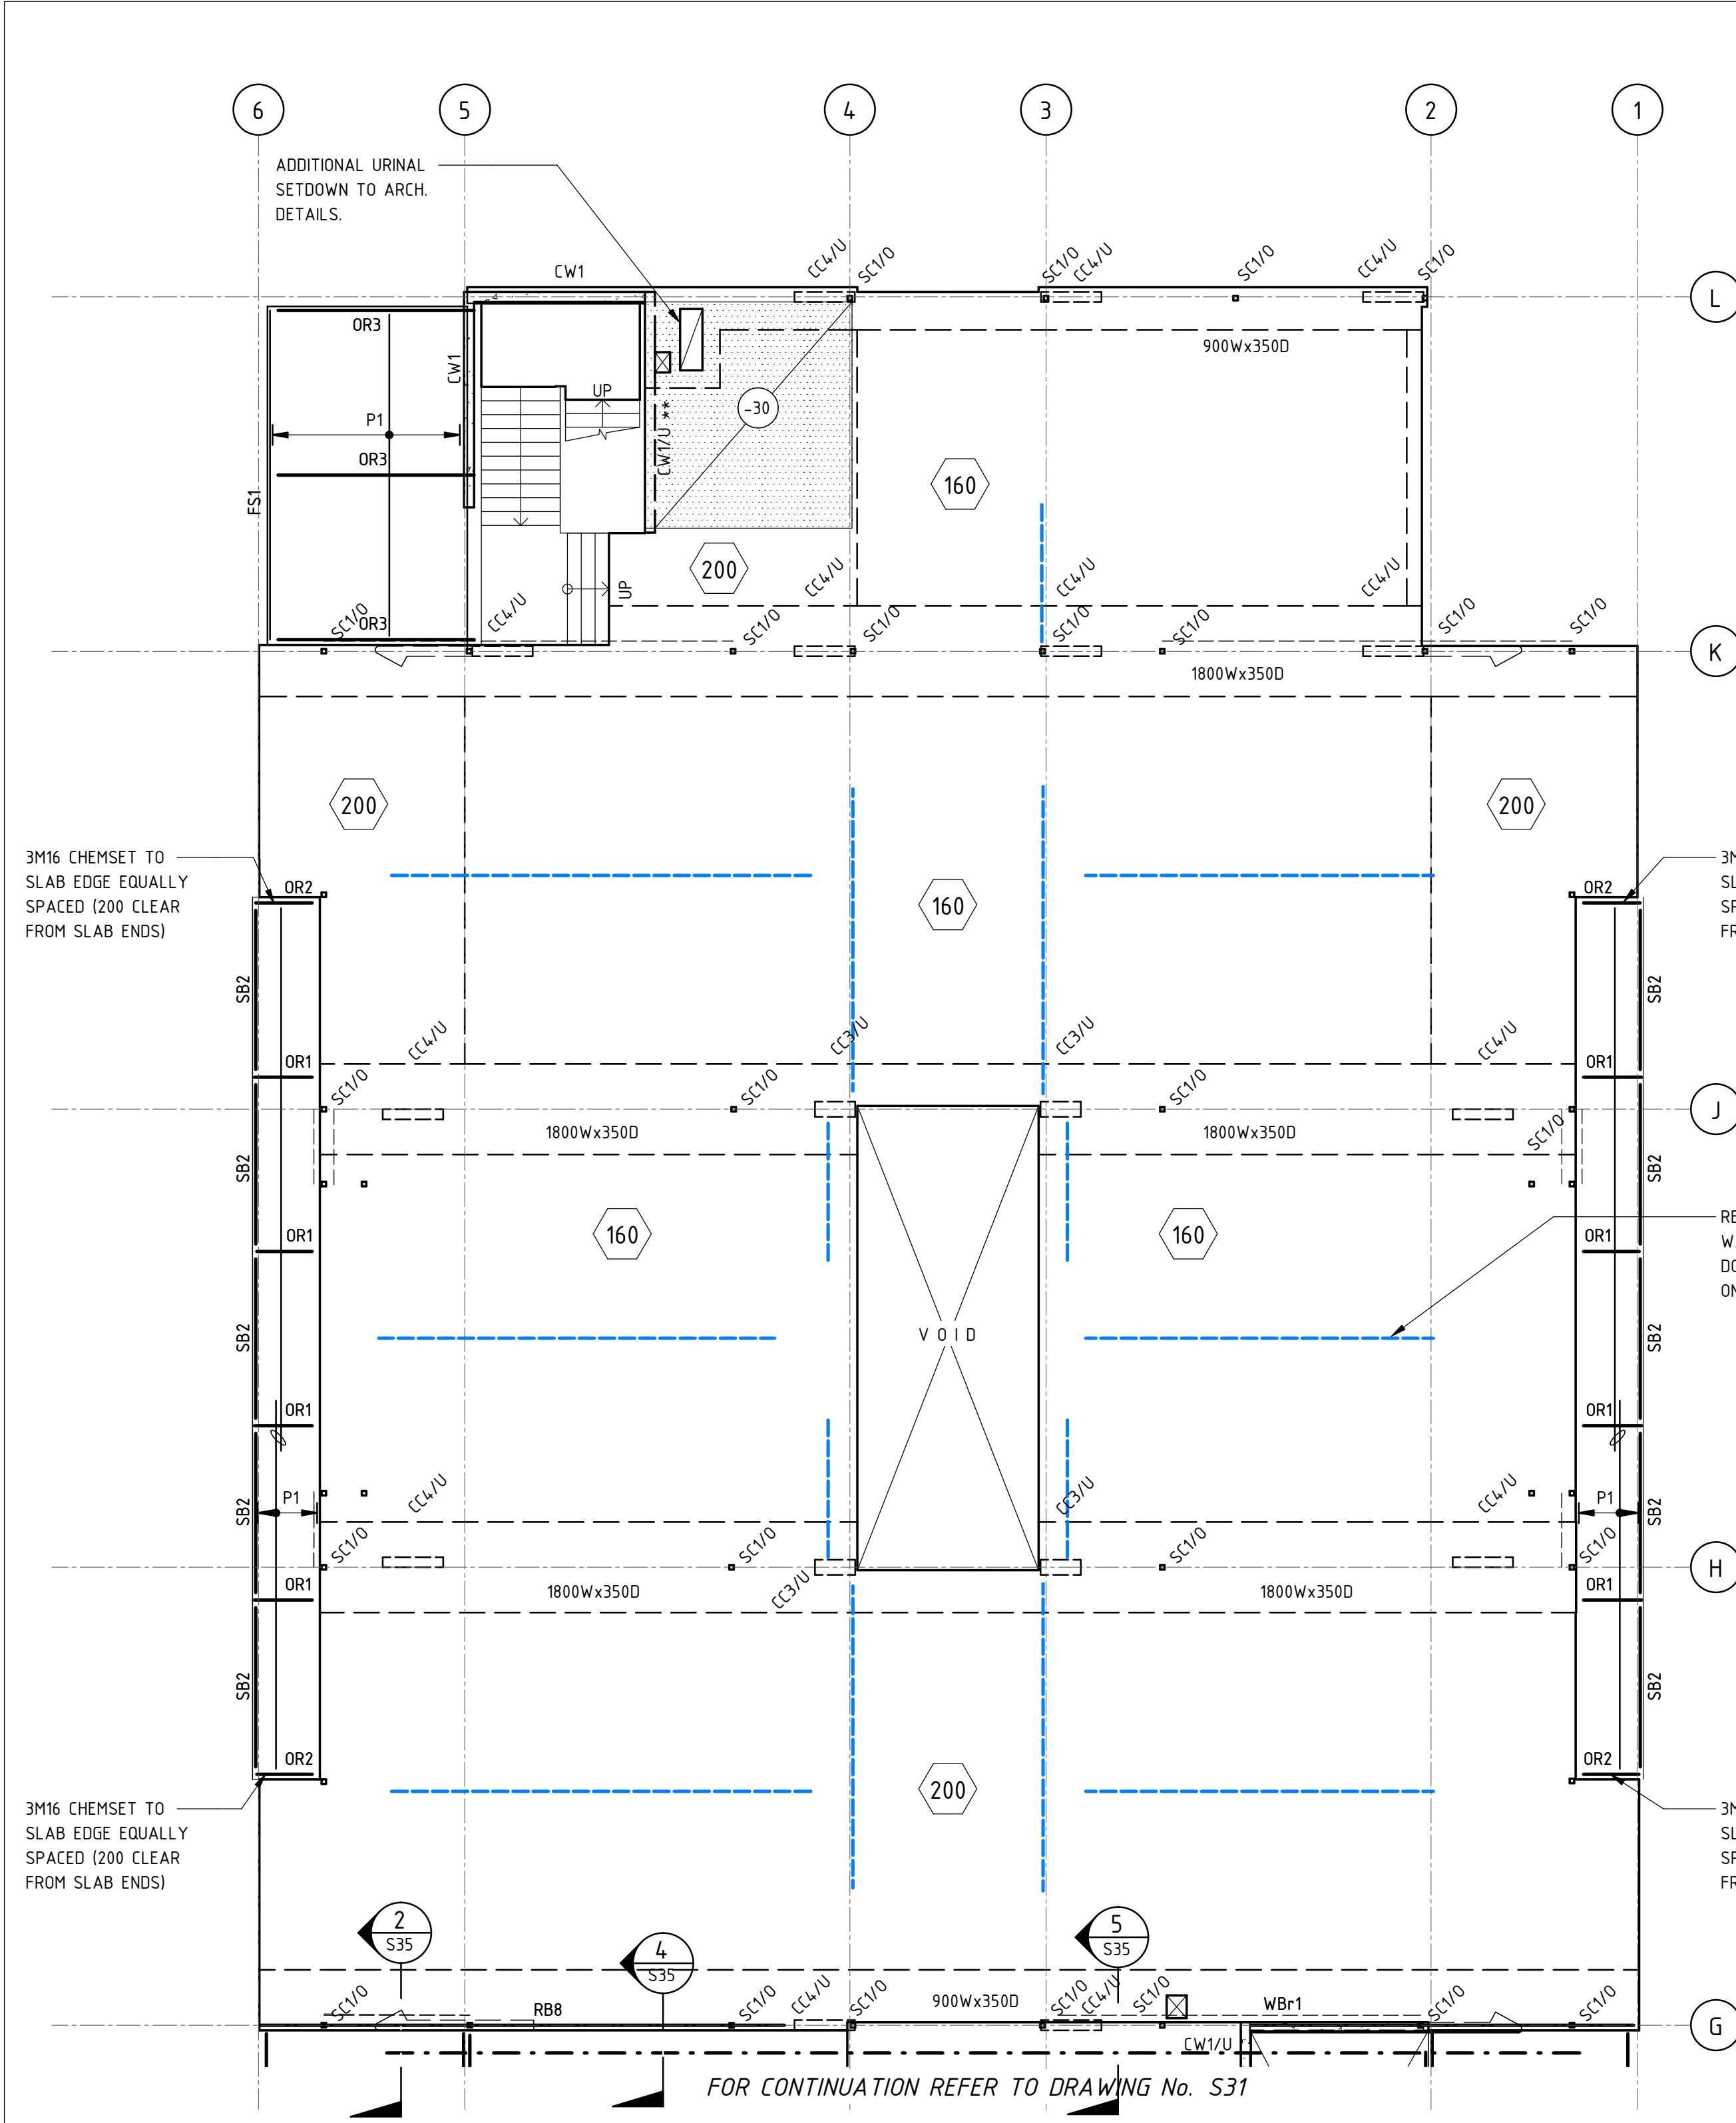 6
5
4
3
2
1
ADDITIONAL URINAL
SETDOWN TO ARCH.
DETAILS.
CW1
CC4/U
SC1/O
SC1/O
CC4/U
SC1/O
CC4/U
SC1/O
L
OR3
900Wx350D
CW1
UP
P1
-30
CW1/U **
OR3
FS1
160
200
CC4/U
CC4/U
CC4/U
UP
OR3
SC1/O
CC4/U
SC1/O
SC1/O
SC1/O
SC1/O
SC1/O
SC1/O
K
1800Wx350D
200
200
3M16 CHEMSET TO
SLAB EDGE EQUALLY
SPACED (200 CLEAR
FROM SLAB ENDS)
OR2
160
OR2
SB2
SB2
CC4/U
CC3/U
CC3/U
CC4/U
OR1
OR1
SC1/O
SC1/O
SC1/O
J
1800Wx350D
1800Wx350D
SC1/O
SB2
SB2
OR1
160
160
OR1
SB2
VOID
SB2
OR1
OR1
CC4/U
CC3/U
CC4/U
SB2
P1
P1
SB2
SC1/O
SC1/O
SC1/O
SC1/O
H
OR1
1800Wx350D
CC3/U
1800Wx350D
OR1
SB2
SB2
OR2
200
OR2
3M16 CHEMSET TO
SLAB EDGE EQUALLY
SPACED (200 CLEAR
FROM SLAB ENDS)
2
S35
4
S35
5
S35
SC1/O
RB8
SC1/O
CC4/U
SC1/O
900Wx350D
SC1/O
CC4/U
SC1/O
WBr1
SC1/O
SC1/O
G
CW1/U
FOR CONTINUATION REFER TO DRAWING No. S31